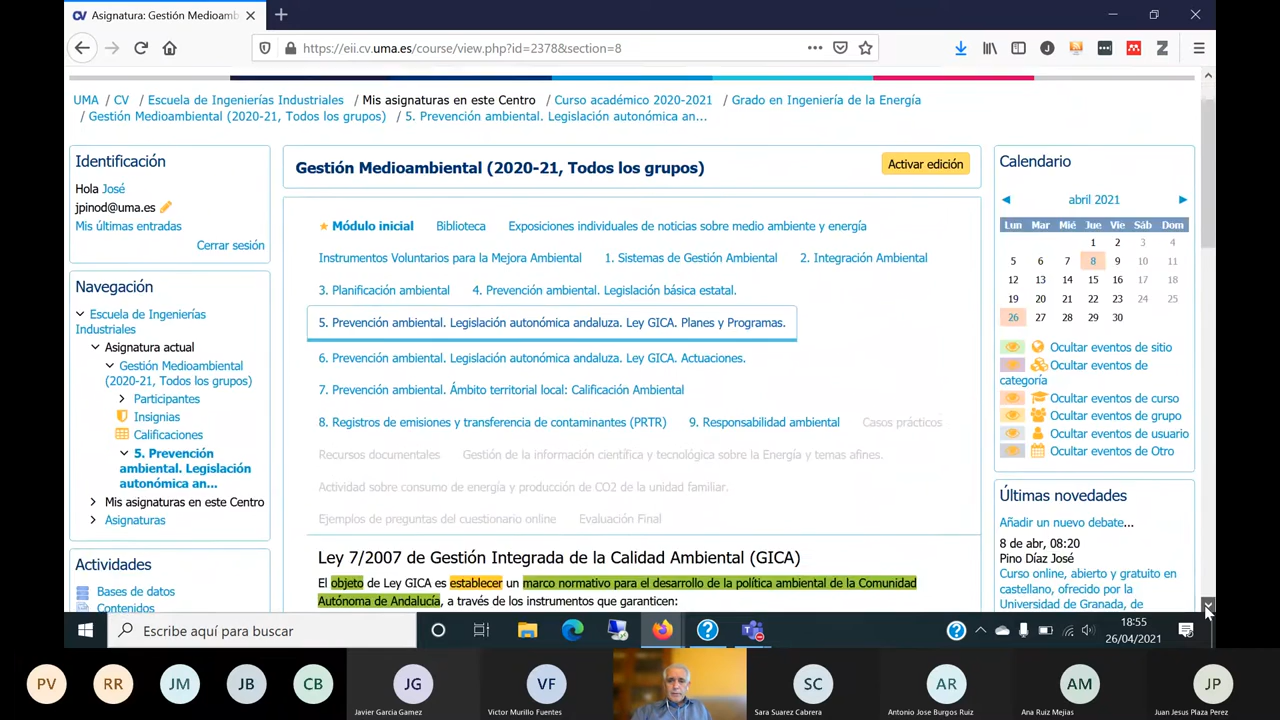 Asignatura: Gestión Medioamb
https://eii.cv.uma.es/course/view.php?id=2378&section=8
UMA / CV / Escuela de Ingenierías Industriales / Mis asignaturas en este Centro / Curso académico 2020-2021 / Grado en Ingeniería de la Energía
/ Gestión Medioambiental (2020-21, Todos los grupos) / 5. Prevención ambiental. Legislación autonómica an...
Identificación
Hola José
jpinod@uma.es
Mis últimas entradas
Cerrar sesión
Navegación
Escuela de Ingenierías
Industriales
Asignatura actual
Gestión Medioambiental
(2020-21, Todos los grupos)
Participantes
Insignias
Calificaciones
5. Prevención
ambiental. Legislación
autonómica an...
Mis asignaturas en este Centro
Asignaturas
Actividades
Bases de datos
Contenidos
Gestión Medioambiental (2020-21, Todos los grupos)
Activar edición
Módulo inicial Biblioteca Exposiciones individuales de noticias sobre medio ambiente y energía
Instrumentos Voluntarios para la Mejora Ambiental 1. Sistemas de Gestión Ambiental 2. Integración Ambiental
3. Planificación ambiental 4. Prevención ambiental. Legislación básica estatal.
5. Prevención ambiental. Legislación autonómica andaluza. Ley GICA. Planes y Programas.
6. Prevención ambiental. Legislación autonómica andaluza. Ley GICA. Actuaciones.
7. Prevención ambiental. Ámbito territorial local: Calificación Ambiental
8. Registros de emisiones y transferencia de contaminantes (PRTR) 9. Responsabilidad ambiental Casos prácticos
Recursos documentales Gestión de la información científica y tecnológica sobre la Energía y temas afines.
Actividad sobre consumo de energía y producción de CO2 de la unidad familiar.
Ejemplos de preguntas del cuestionario online Evaluación Final
Ley 7/2007 de Gestión Integrada de la Calidad Ambiental (GICA)
El objeto de Ley GICA es establecer un marco normativo para el desarrollo de la política ambiental de la Comunidad
Autónoma de Andalucía, a través de los instrumentos que garanticen:
Calendario
abril 2021
Lun Mar Mié Jue Vie Sáb Dom
1 2 3 4
5 6 7 8 9 10 11
12 13 14 15 16 17 18
19 20 21 22 23 24 25
26 27 28 29 30
Ocultar eventos de sitio
Ocultar eventos de
categoría
Ocultar eventos de curso
Ocultar eventos de grupo
Ocultar eventos de usuario
Ocultar eventos de Otro
Últimas novedades
Añadir un nuevo debate...
8 de abr, 08:20
Pino Díaz José
Curso online, abierto y gratuito en
castellano, ofrecido por la
Universidad de Granada, de
Escribe aquí para buscar
18:55
26/04/2021
PV RR JM JB CB JG VF SC AR AM JP
Javier Garcia Gamez
Victor Murillo Fuentes
Sara Suarez Cabrera
Antonio Jose Burgos Ruiz
Ana Ruiz Mejias
Juan Jesus Plaza Perez